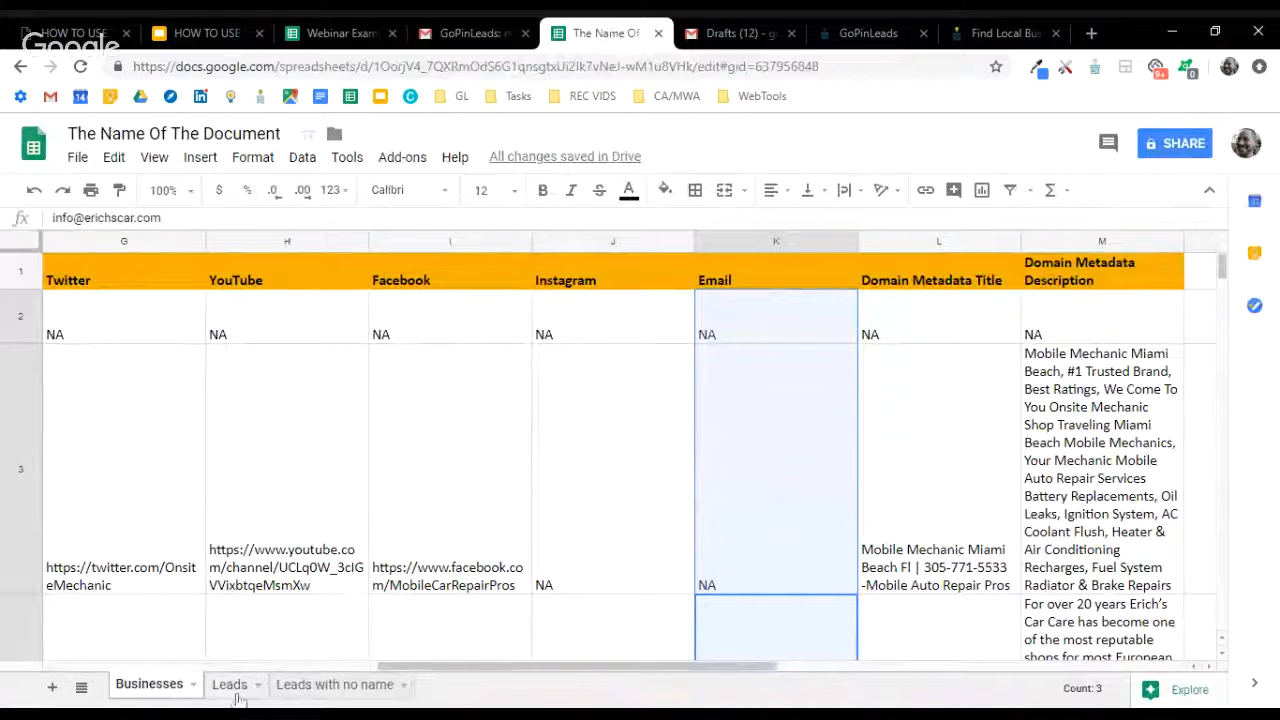 HOW TO USE
HOW TO USE
Webinar Exam
GoPinLeads: m
The Name Of
Drafts (12) - g
GoPinLeads
Find Local Bus
Google
9+
0
14
GL
Tasks
REC VIDS
CA/MWA
WebTools
The Name Of The Document
File Edit View Insert Format Data Tools Add-ons Help All changes saved in Drive
SHARE
100% $ % .0 .00 123 Calibri 12 B I S A
fx info@erichscar.com
G H I J K L M
1 Twitter YouTube Facebook Instagram Email Domain Metadata Title Domain Metadata
Description
2 NA NA NA NA NA NA NA
3
https://twitter.com/Onsit
eMechanic
https://www.youtube.co
m/channel/UCLq0W_3cIG
VVixbtqeMsmXw
https://www.facebook.co
m/MobileCarRepairPros
NA
NA
Mobile Mechanic Miami
Beach Fl | 305-771-5533
-Mobile Auto Repair Pros
Mobile Mechanic Miami
Beach, #1 Trusted Brand,
Best Ratings, We Come To
You Onsite Mechanic
Shop Traveling Miami
Beach Mobile Mechanics,
Your Mechanic Mobile
Auto Repair Services
Battery Replacements, Oil
Leaks, Ignition System, AC
Coolant Flush, Heater &
Air Conditioning
Recharges, Fuel System
Radiator & Brake Repairs
For over 20 years Erich's
Car Care has become one
of the most reputable
shops for most European
Businesses Leads Leads with no name
Count: 3
Explore